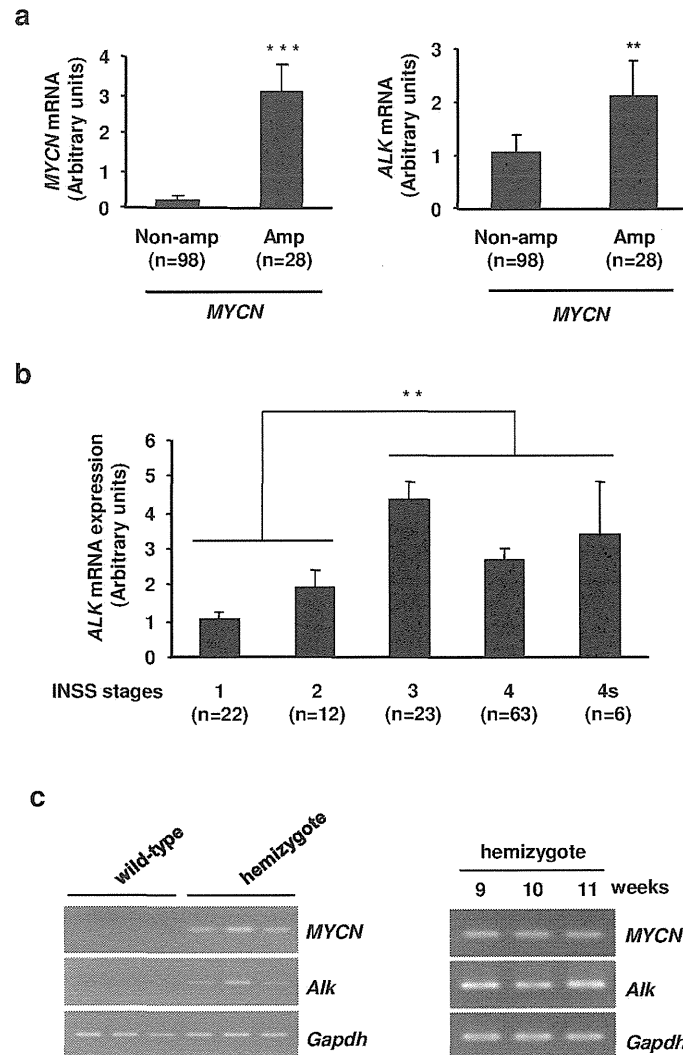 a
MYCN mRNA
(Arbitrary units)
4
3
2
1
0
***
Non-amp
(n=98)
Amp
(n=28)
MYCN
ALK mRNA
(Arbitrary units)
3
2
1
0
**
Non-amp
(n=98)
Amp
(n=28)
MYCN
b
ALK mRNA expression
(Arbitrary units)
6
5
4
3
2
1
0
**
INSS stages 1 2 3 4 4s
(n=22) (n=12) (n=23) (n=63) (n=6)
c
wild-type hemizygote
MYCN
Alk
Gapdh
hemizygote
9 10 11 weeks
MYCN
Alk
Gapdh